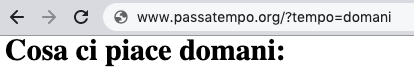 www.passatempo.org/?tempo=domani
Cosa ci piace domani: